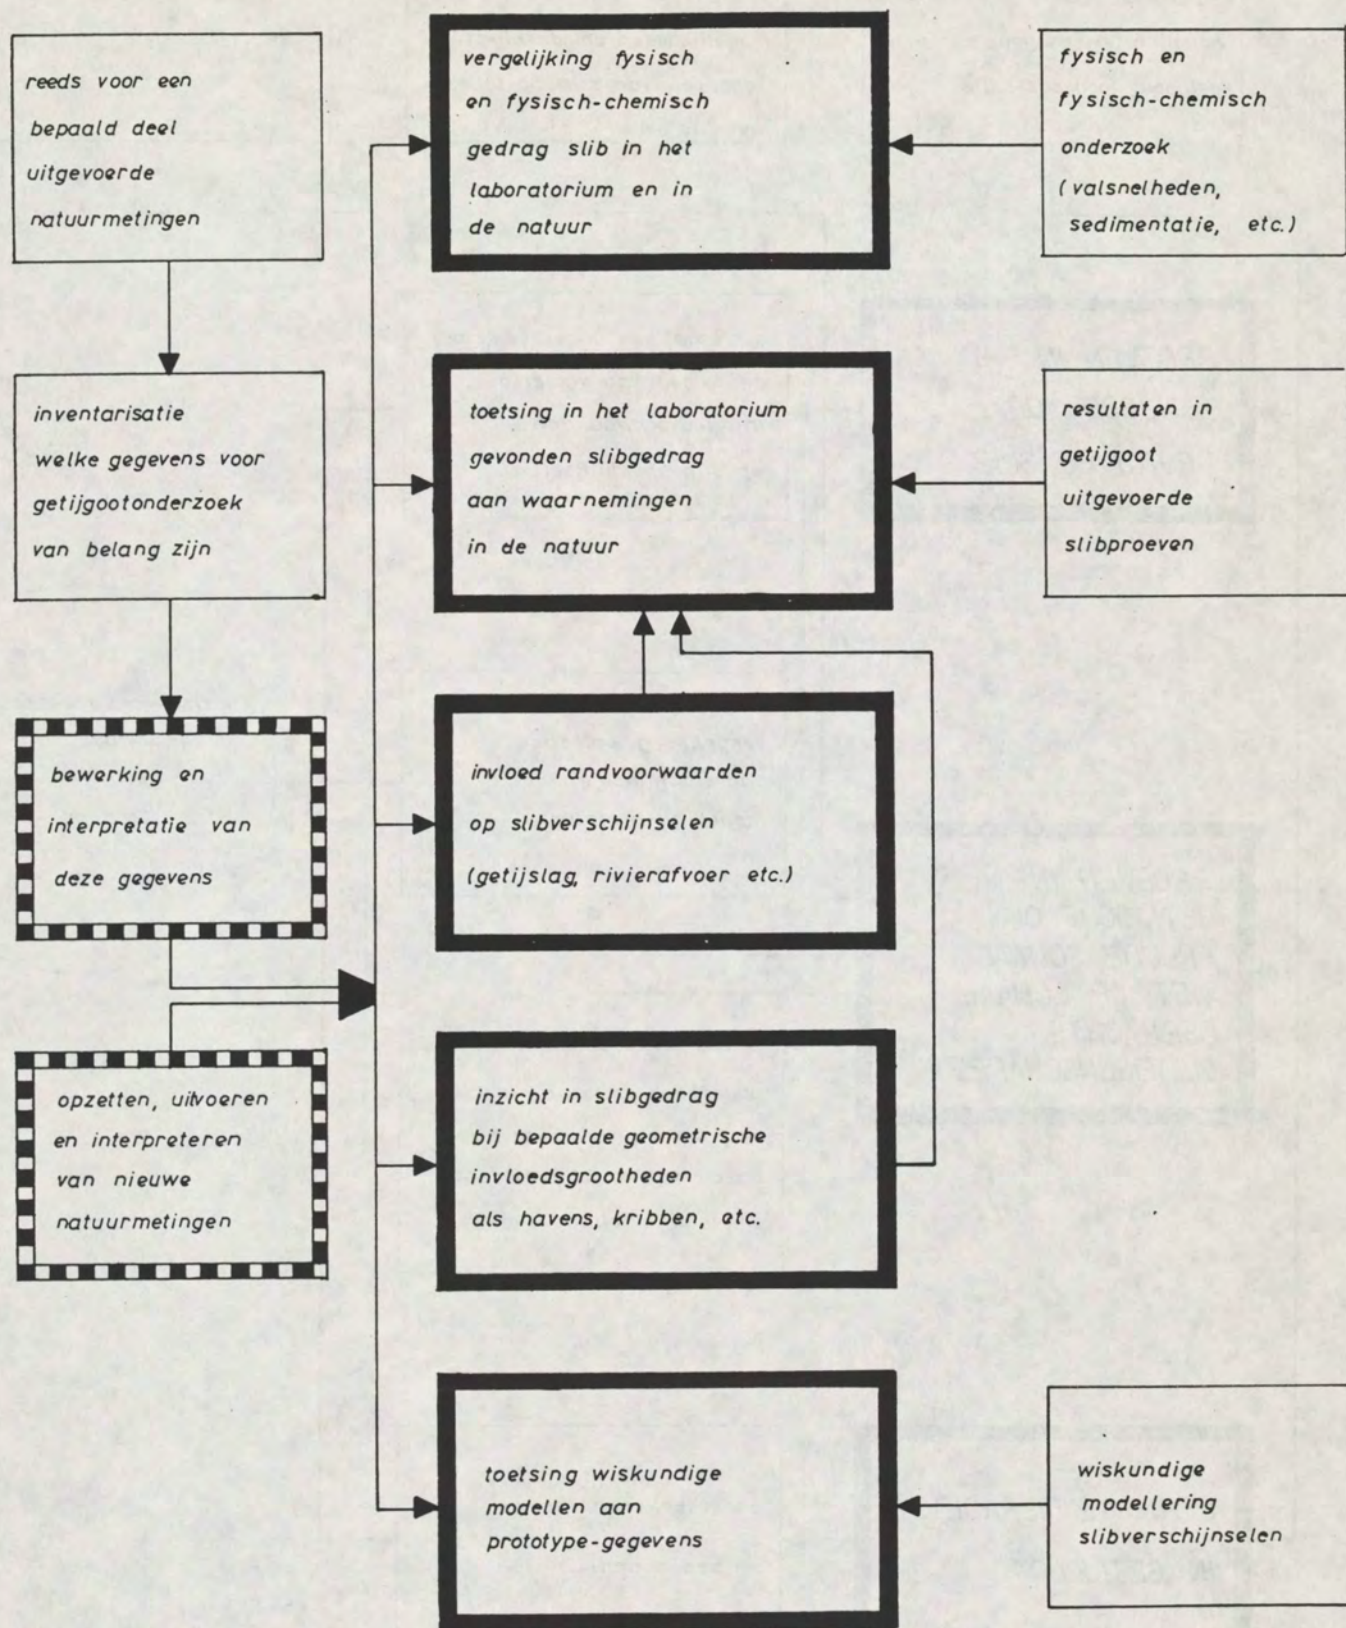 reeds voor een
bepaald deel
uitgevoerde
natuurmetingen
inventarisatie
welke gegevens voor
getijgootonderzoek
van belang zijn
bewerking en
interpretatie van
deze gegevens
opzetten, uitvoeren
en interpreteren
van nieuwe
natuurmetingen
vergelijking fysisch
en fysisch-chemisch
gedrag slib in het
laboratorium en in
de natuur
toetsing in het laboratorium
gevonden slibgedrag
aan waarnemingen
in de natuur
invloed randvoorwaarden
op slibverschijnselen
(getijslag, rivierafvoer etc.)
inzicht in slibgedrag
bij bepaalde geometrische
invloedsgrootheden
als havens, kribben, etc.
toetsing wiskundige
modellen aan
prototype-gegevens
fysisch en
fysisch-chemisch
onderzoek
(valsnelheden,
sedimentatie, etc.)
resultaten in
getijgoot
uitgevoerde
slibproeven
wiskundige
modellering
slibverschijnselen